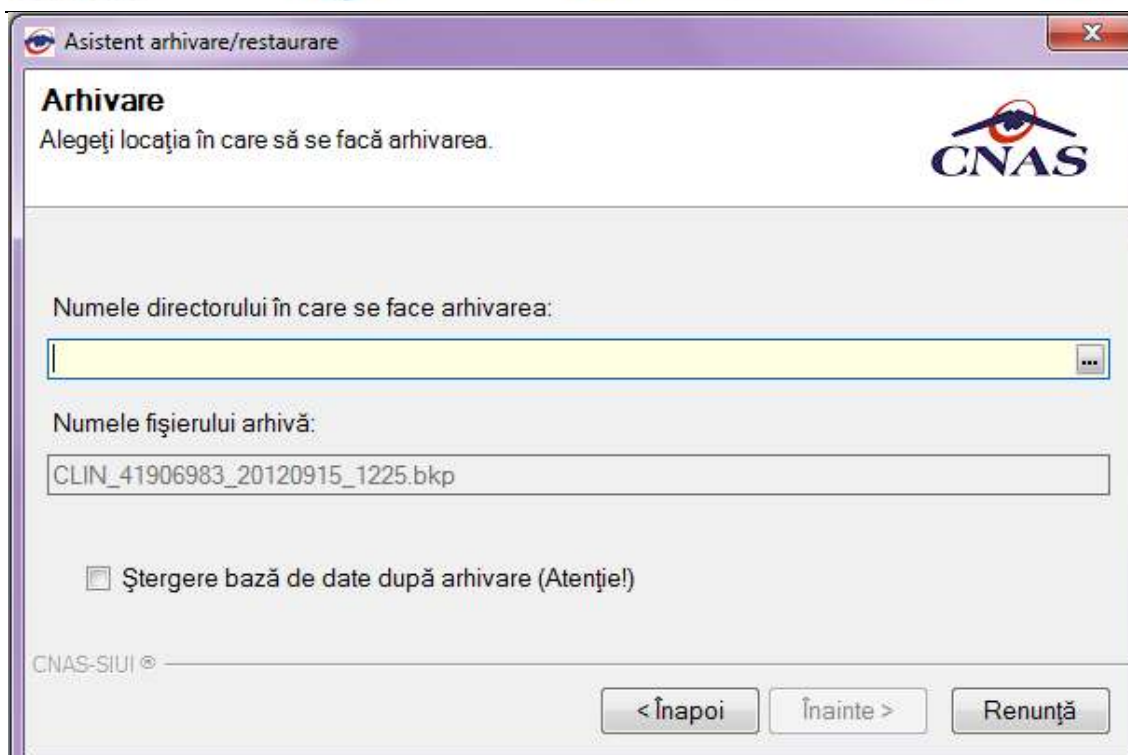 Asistent arhivare/restaurare
Arhivare
Alegeţi locaţia în care să se facă arhivarea.
CNAS
Numele directorului în care se face arhivarea:
...
Numele fişierului arhivă:
CLIN_41906983_20120915_1225.bkp
Ştergere bază de date după arhivare (Atenţie!)
CNAS-SIUI ®
< Înapoi
Înainte >
Renunţă